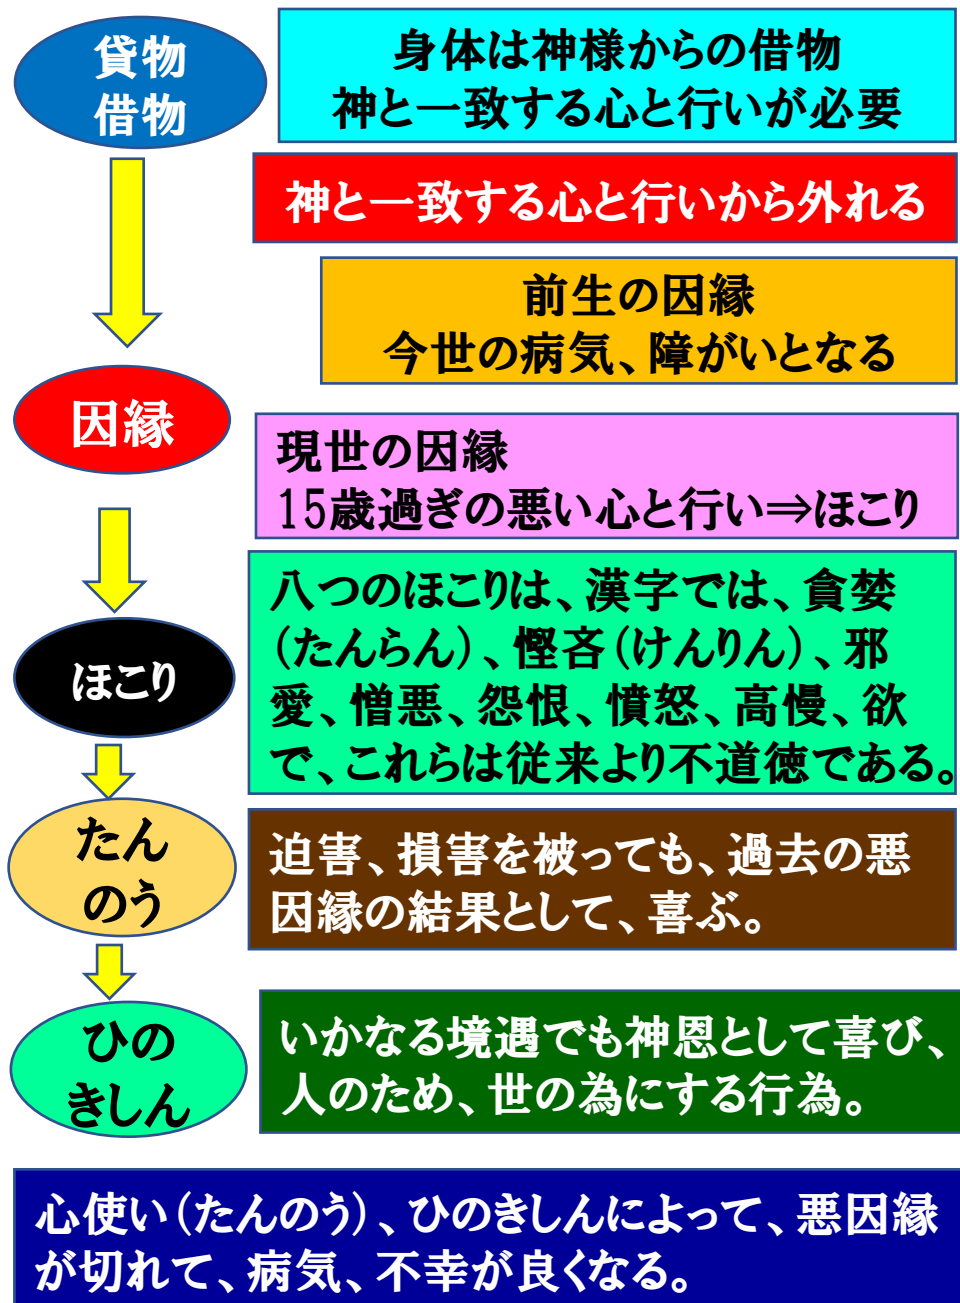 貸物
借物
身体は神様からの借物
神と一致する心と行いが必要
神と一致する心と行いから外れる
前生の因縁
今世の病気、障がいとなる
因縁
現世の因縁
15歳過ぎの悪い心と行い⇒ほこり
八つのほこりは、漢字では、貪婪
(たんらん)、慳吝(けんりん)、邪
愛、憎悪、怨恨、憤怒、高慢、欲
で、これらは従来より不道徳である。
ほこり
たん
のう
迫害、損害を被っても、過去の悪
因縁の結果として、喜ぶ。
ひの
きしん
いかなる境遇でも神恩として喜び、
人のため、世の為にする行為。
心使い(たんのう)、ひのきしんによって、悪因縁
が切れて、病気、不幸が良くなる。